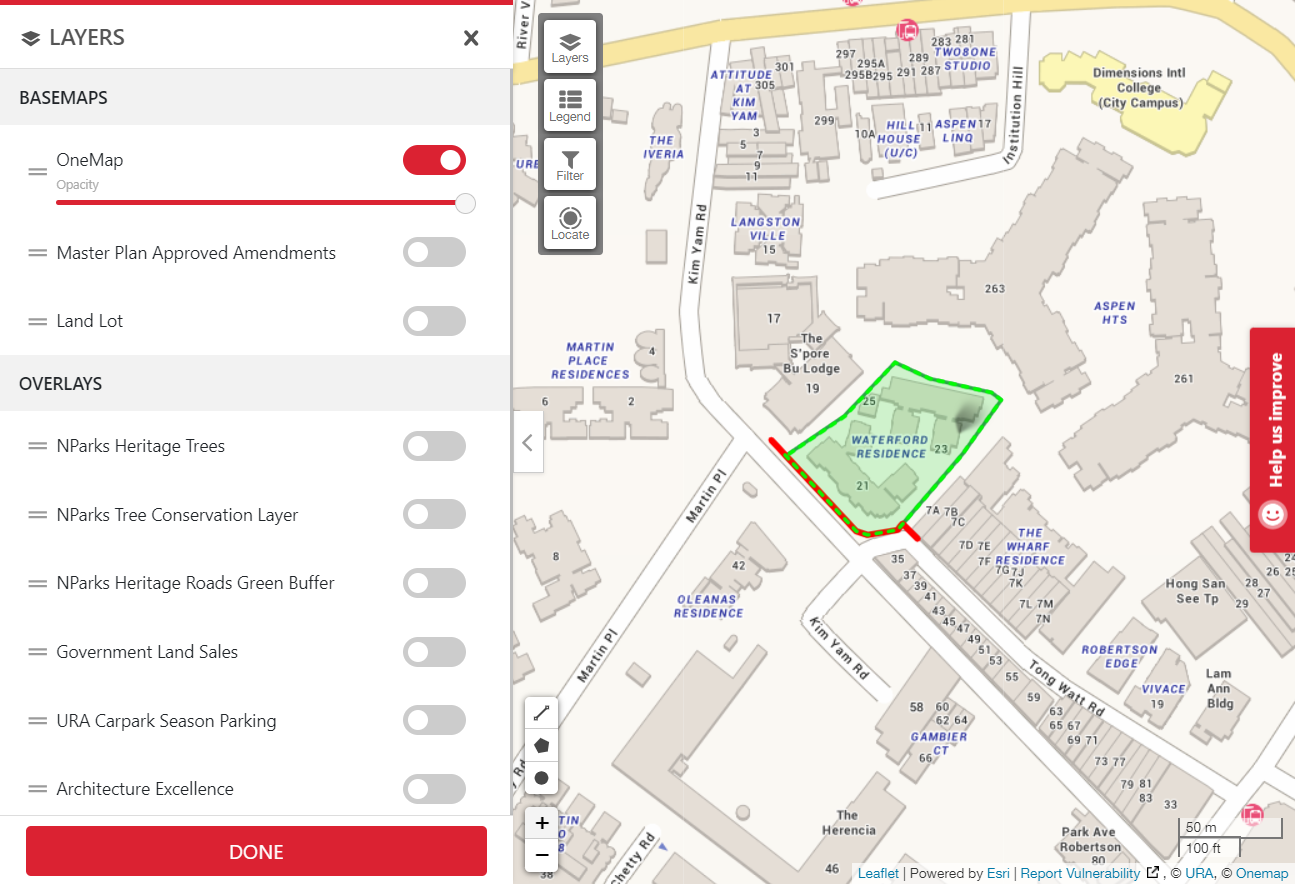 LAYERS
BASEMAPS
OneMap
Opacity
Master Plan Approved Amendments
Land Lot
OVERLAYS
NParks Heritage Trees
NParks Tree Conservation Layer
NParks Heritage Roads Green Buffer
Government Land Sales
URA Carpark Season Parking
Architecture Excellence
DONE
Layers
Legend
Filter
Locate
River V
297
295A
295B
295
289
291
287
283
281
TWO8ONE
STUDIO
Dimensions Intl
College
(City Campus)
ATTITUDE
AT
KIM
YAM
301
305
299
THE
IVERIA
URE
3
5
7
9
11
10A
HILL
HOUSE
(U/C)
11
ASPEN
LINQ
17
Institution Hill
LANGSTON
VILLE
15
Kim Yam Rd
263
ASPEN
HTS
261
17
The
S'pore
Bu Lodge
19
MARTIN
PLACE
RESIDENCES
4
6
2
25
WATERFORD
RESIDENCE
23
21
Martin Pl
7A
7B
7C
7D
7E
7F
THE
WHARF
RESIDENCE
7G
7J
7K
7L
7M
7N
8
42
OLEANAS
RESIDENCE
35
37
39
41
43
45
47
49
51
53
55
59
63
65
67
69
71
73
77
79
81
83
33
Hong San
See Tp
24
26
25
28
27
29
Kim Yam Rd
Martin Pl
Tong Watt Rd
ROBERTSON
EDGE
VIVACE
19
Lam
Ann
Bldg
58
60
62
64
GAMBIER
CT
66
The
Herencia
46
Park Ave
Robertson
80
TIN
8
38
Chetty Rd
Help us improve
+
−
50 m
100 ft
Leaflet | Powered by Esri | Report Vulnerability , © URA, © Onemap